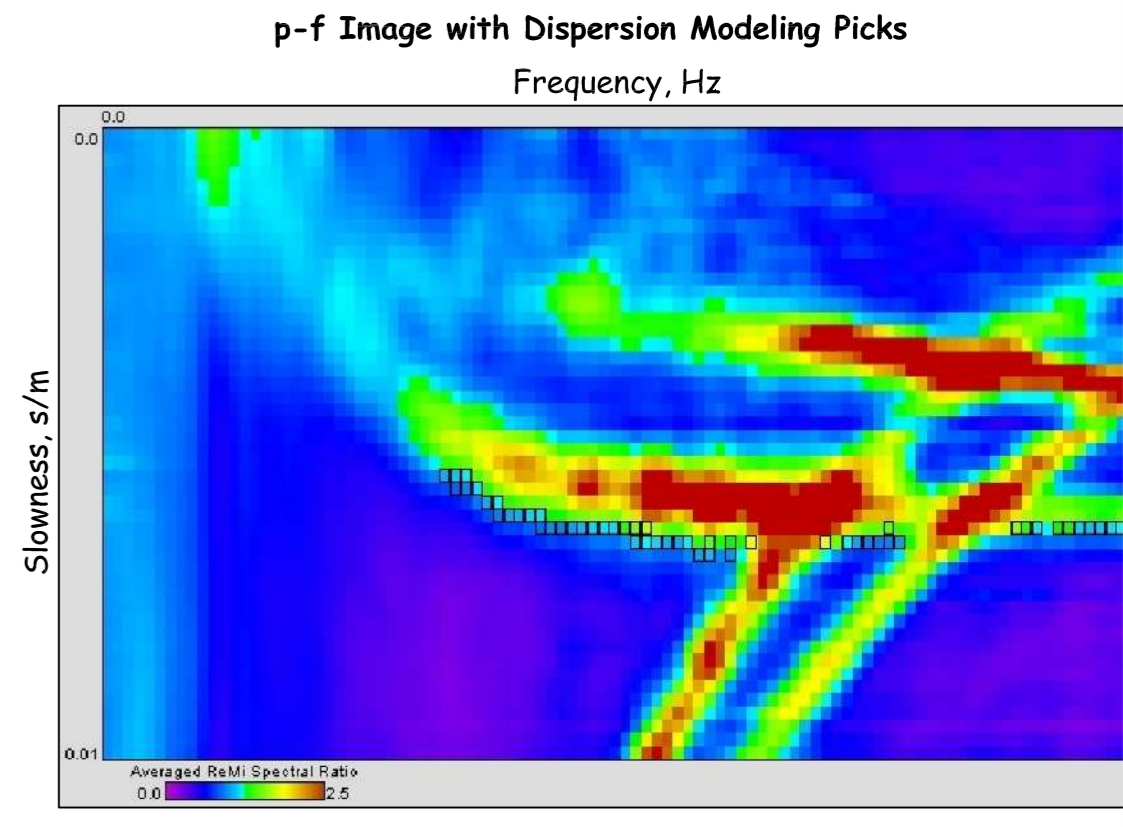 p-f Image with Dispersion Modeling Picks
Frequency, Hz
0.0
0.0
Slowness, s/m
0.01
Averaged ReMi Spectral Ratio
0.0 2.5